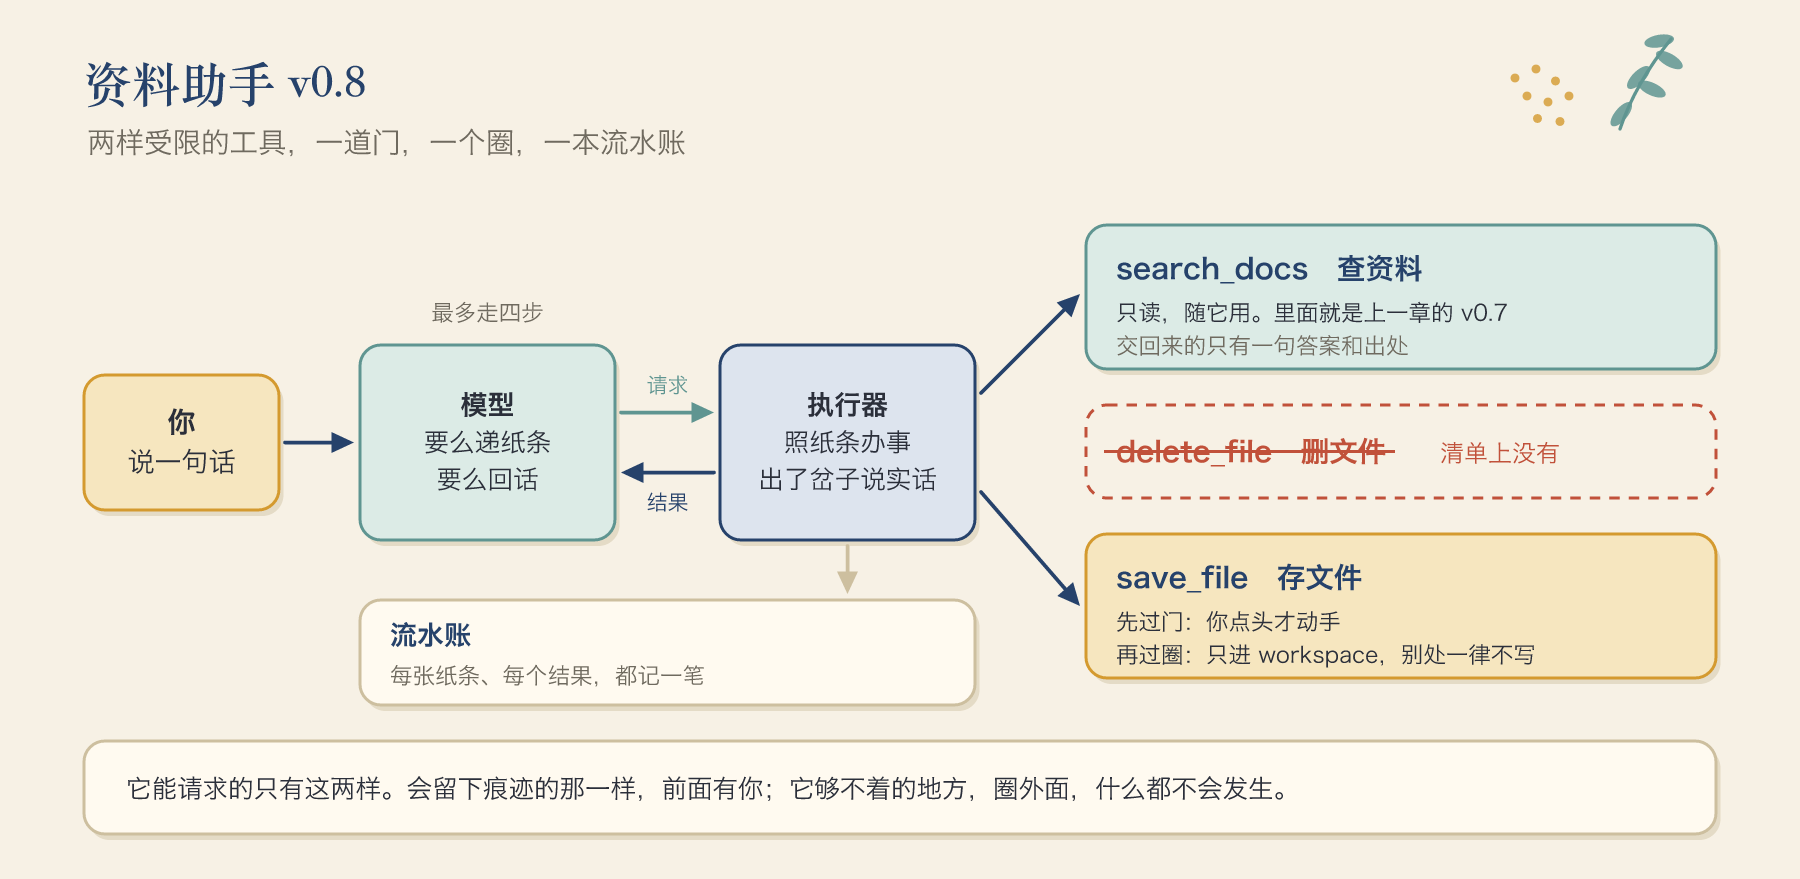 资料助手 v0.8
两样受限的工具，一道门，一个圈，一本流水账
你
说一句话
最多走四步
模型
要么递纸条
要么回话
请求
结果
执行器
照纸条办事
出了岔子说实话
search_docs 查资料
只读，随它用。里面就是上一章的 v0.7
交回来的只有一句答案和出处
delete_file 删文件 清单上没有
save_file 存文件
先过门：你点头才动手
再过圈：只进 workspace，别处一律不写
流水账
每张纸条、每个结果，都记一笔
它能请求的只有这两样。会留下痕迹的那一样，前面有你；它够不着的地方，圈外面，什么都不会发生。